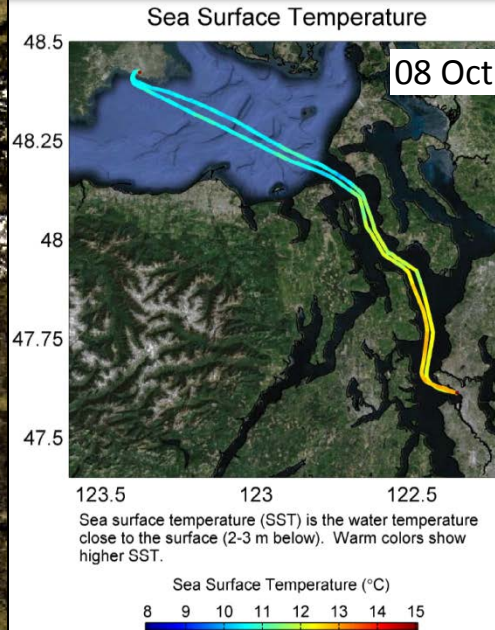 Sea Surface Temperature
08 Oct
48.5
48.25
48
47.75
47.5
123.5 123 122.5
Sea surface temperature (SST) is the water temperature
close to the surface (2-3 m below). Warm colors show
higher SST.
Sea Surface Temperature (°C)
8 9 10 11 12 13 14 15